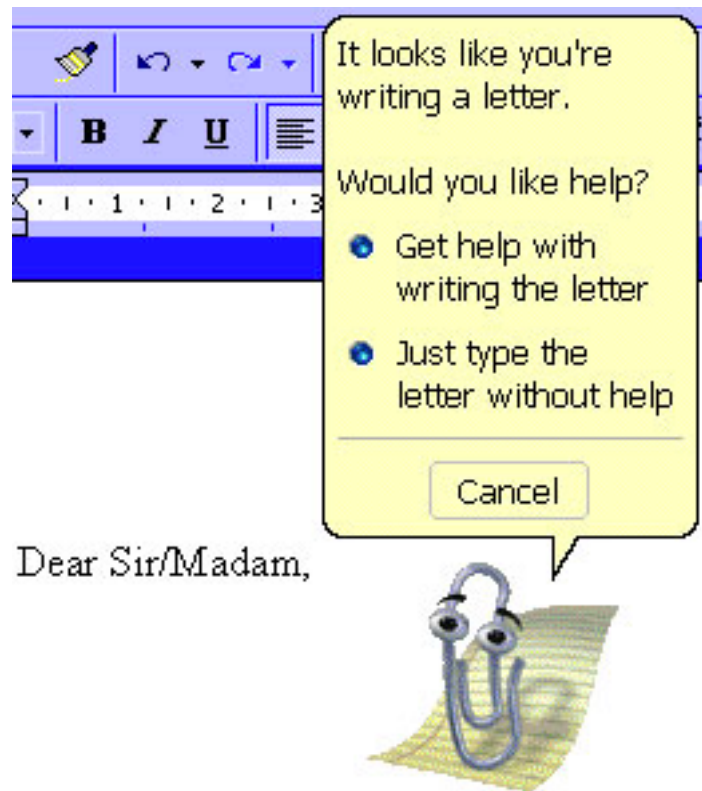 B I U
1 2 3
It looks like you're
writing a letter.
Would you like help?
Get help with
writing the letter
Just type the
letter without help
Cancel
Dear Sir/Madam,